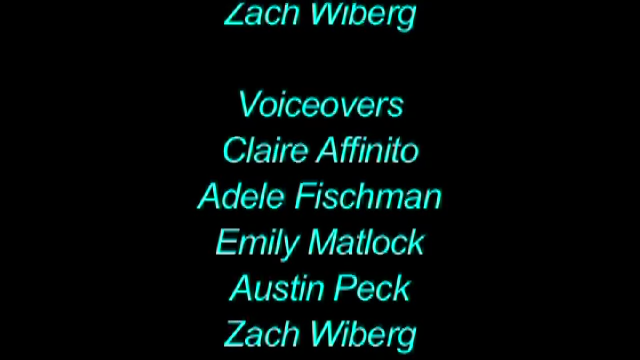 Zach Wiberg
Voiceovers
Claire Affinito
Adele Fischman
Emily Matlock
Austin Peck
Zach Wiberg